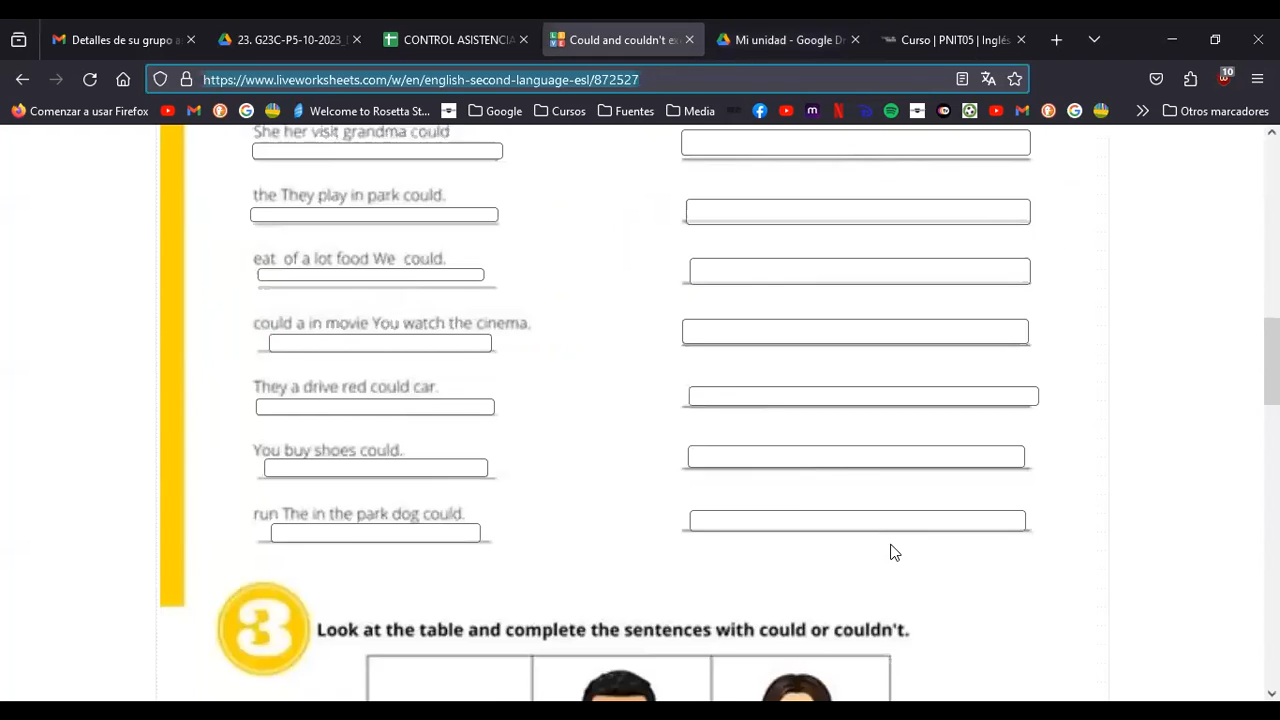 Detalles de su grupo a
23. G23C-P5-10-2023_I
CONTROL ASISTENCIA
Could and couldn't ex
Mi unidad - Google Dr
Curso | PNIT05 | Inglés
https://www.liveworksheets.com/w/en/english-second-language-esl/872527
10
Comenzar a usar Firefox
Welcome to Rosetta St...
Google
Cursos
Fuentes
Media
Otros marcadores
She her visit grandma could
the They play in park could.
eat of a lot food We could.
could a in movie You watch the cinema.
They a drive red could car.
You buy shoes could.
run The in the park dog could.
3
Look at the table and complete the sentences with could or couldn't.